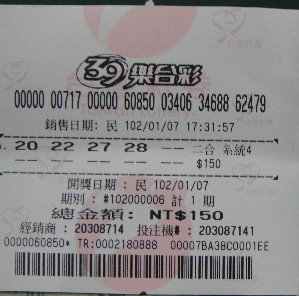 39樂合彩
00000 00717 00000 60850 03406 34688 62479
銷售日期: 民 102/01/07 17:31:57
20 22 27 28 -- -- 二合 系統4
$150
開獎日期: 民 102/01/07
期別: #102000006 計 1 期
總金額: NT$150
經銷商: 20308714 投注機#: 203087141
0000060850* TR:0002180888 00007BA38C0001EE